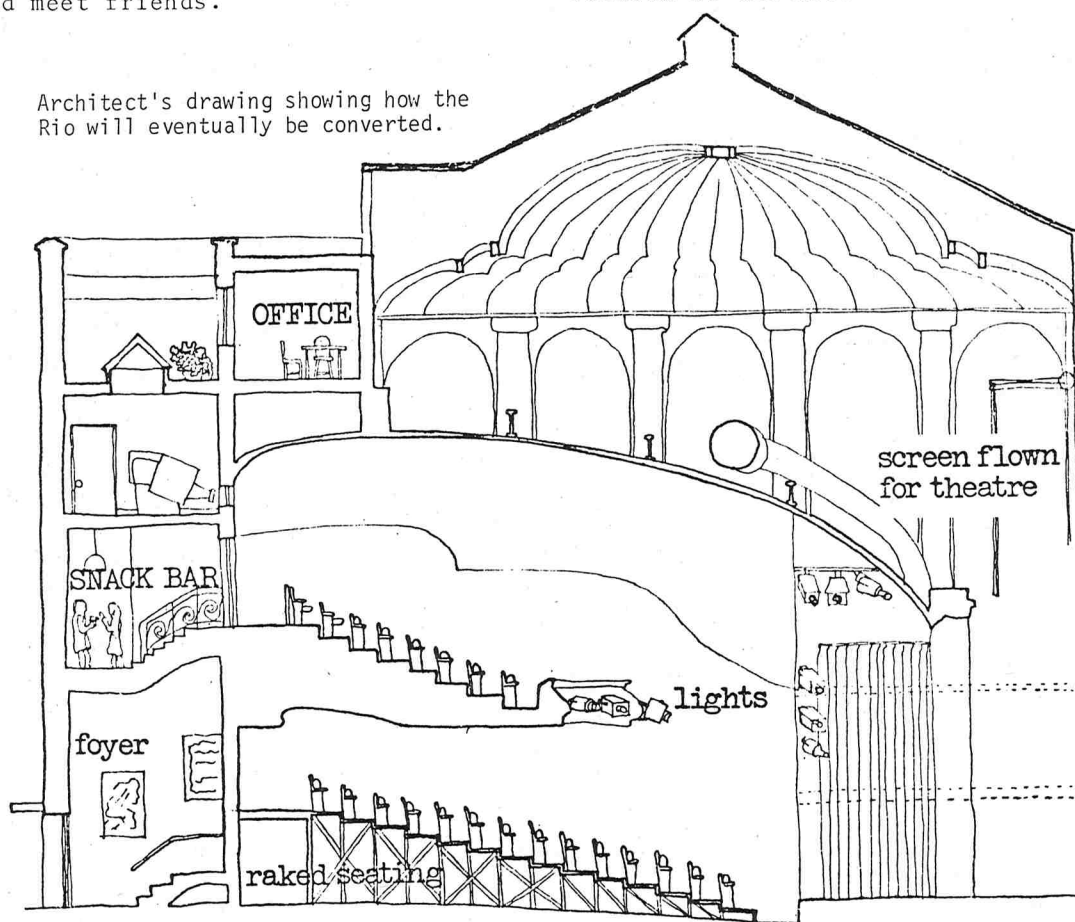 d meet friends.
Architect's drawing showing how the
Rio will eventually be converted.
OFFICE
screen flown
for theatre
SNACK BAR
lights
foyer
raked seating